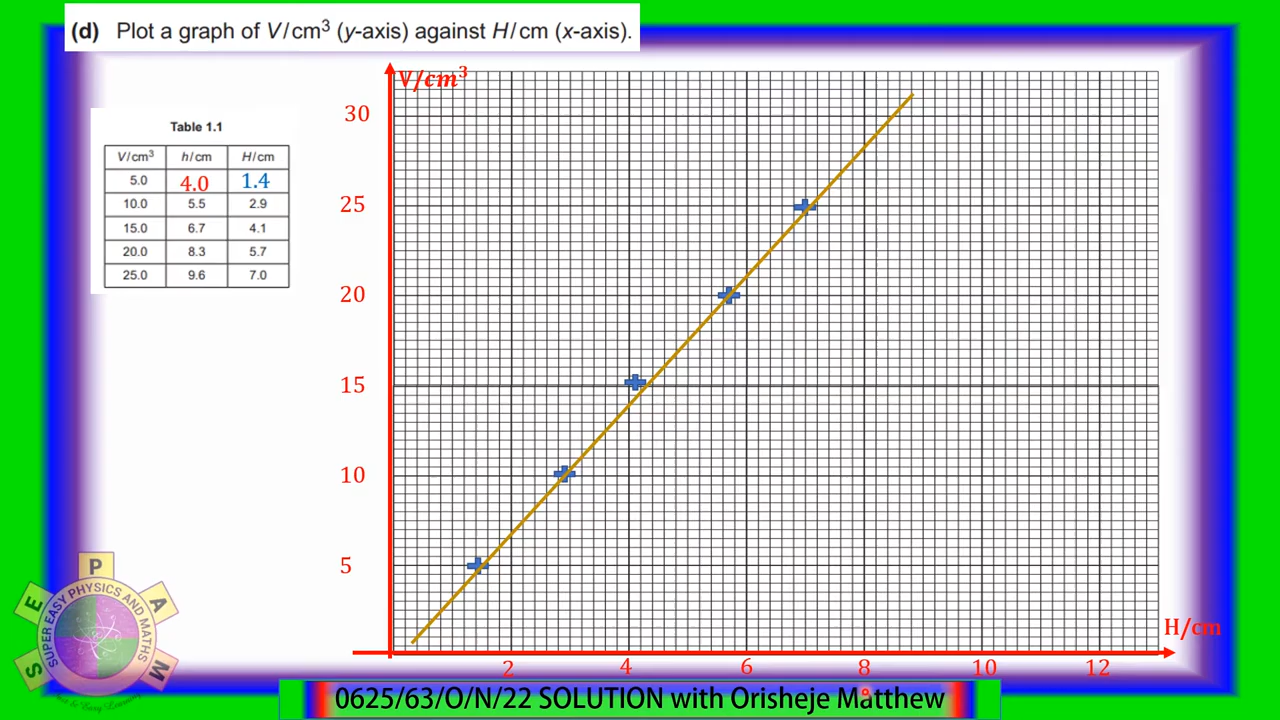 (d) Plot a graph of V/cm³ (y-axis) against H/cm (x-axis).
V/cm³
Table 1.1
V/cm³ h/cm H/cm
5.0 4.0 1.4
10.0 5.5 2.9
15.0 6.7 4.1
20.0 8.3 5.7
25.0 9.6 7.0
30
25
20
15
10
5
H/cm
2 4 6 8 10 12
S E P A M
SUPER EASY PHYSICS AND MATHS
0625/63/O/N/22 SOLUTION with Orisheje Matthew